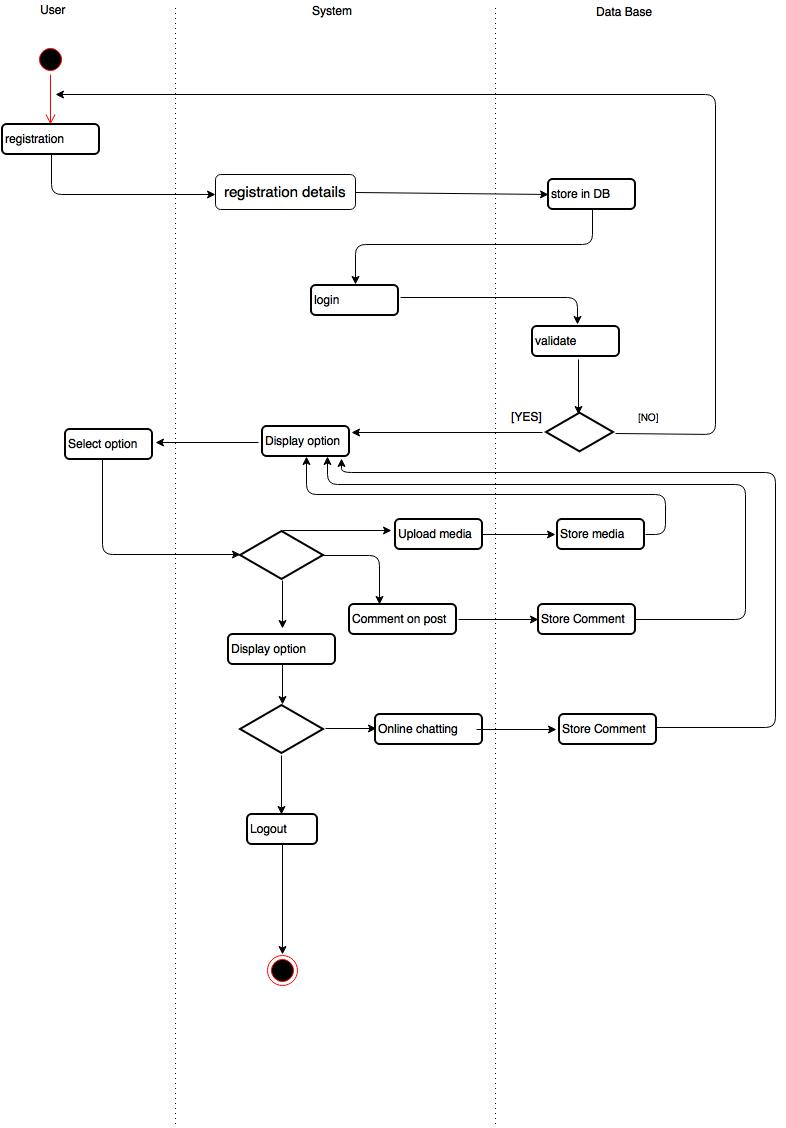 User
System
Data Base
registration
registration details
store in DB
login
validate
[YES]
[NO]
Select option
Display option
Upload media
Store media
Comment on post
Store Comment
Display option
Online chatting
Store Comment
Logout